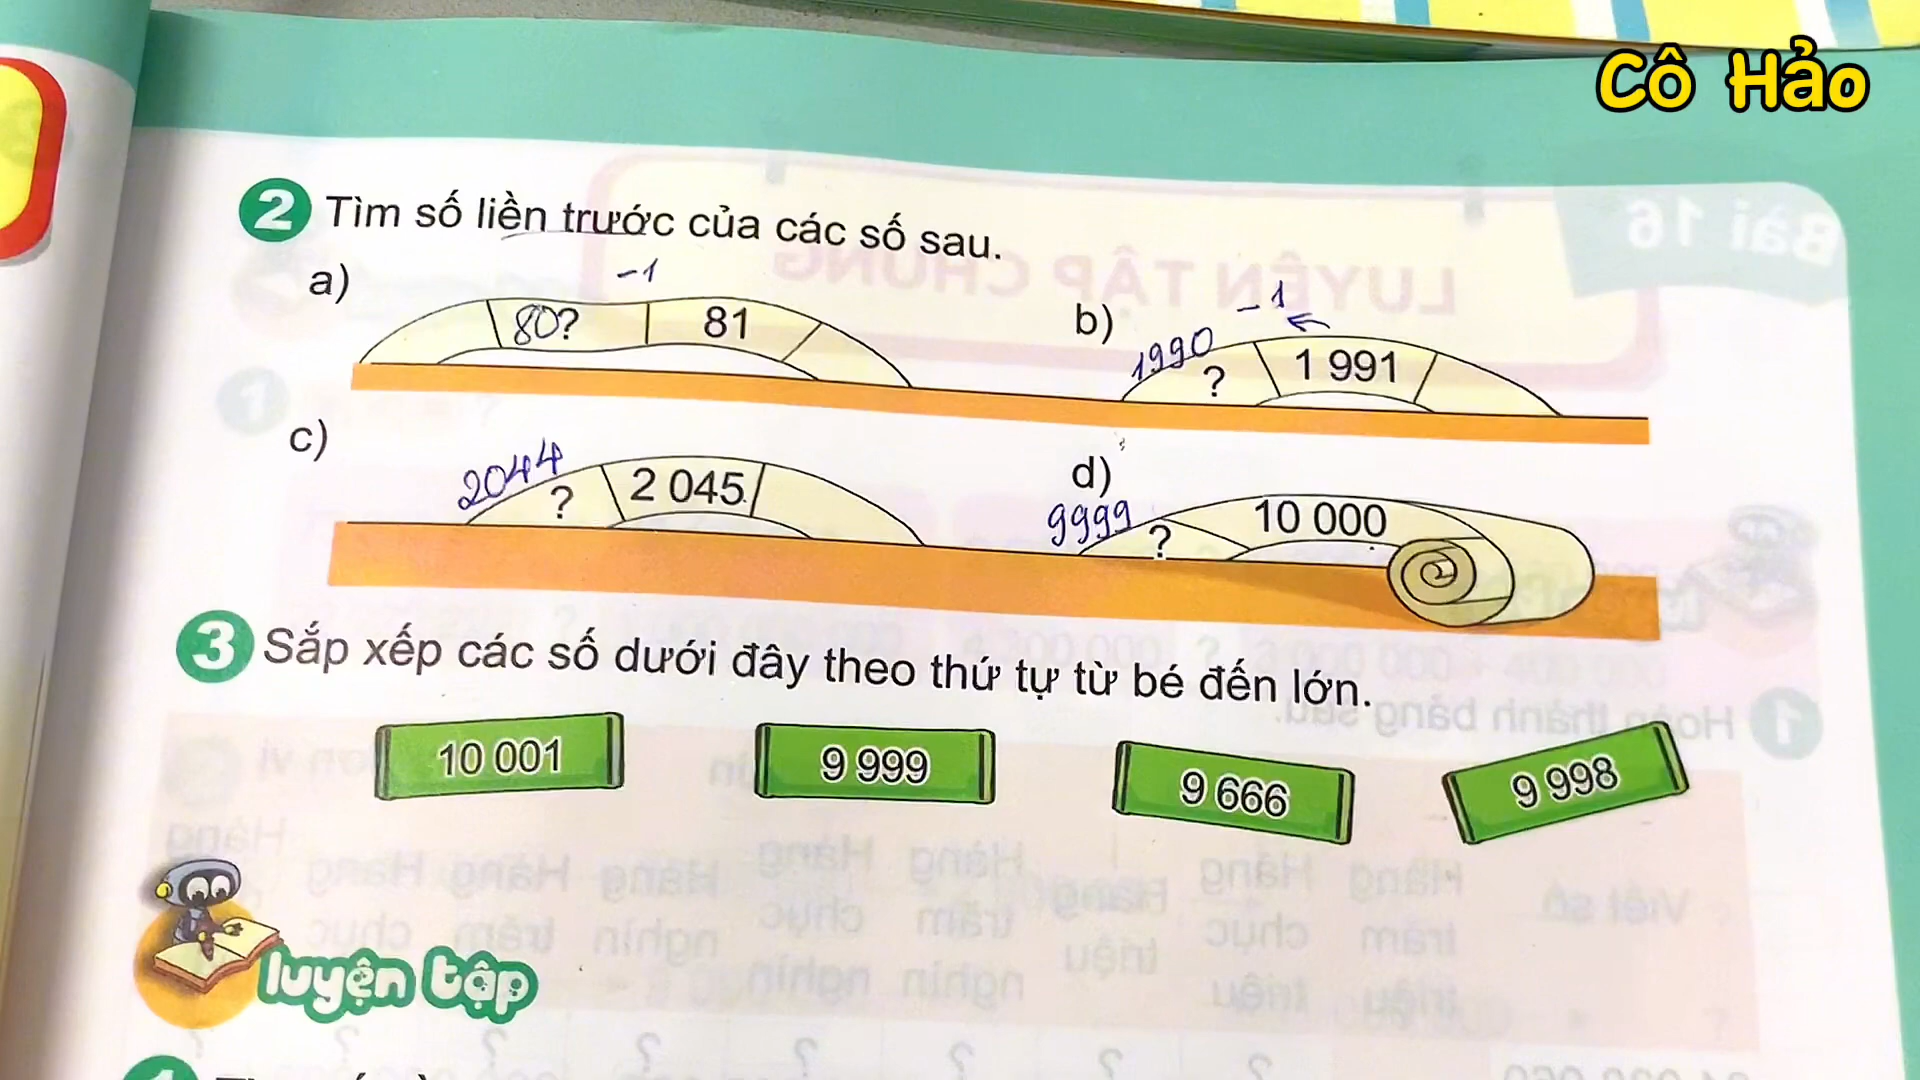 Cô Hảo
2 Tìm số liền trước của các số sau.
a) 80? -1 81
b) 1990 ? -1 1 991
c) 2044 ? 2 045
d) 9999 ? 10 000
3 Sắp xếp các số dưới đây theo thứ tự từ bé đến lớn.
10 001 9 999 9 666 9 998
luyện tập